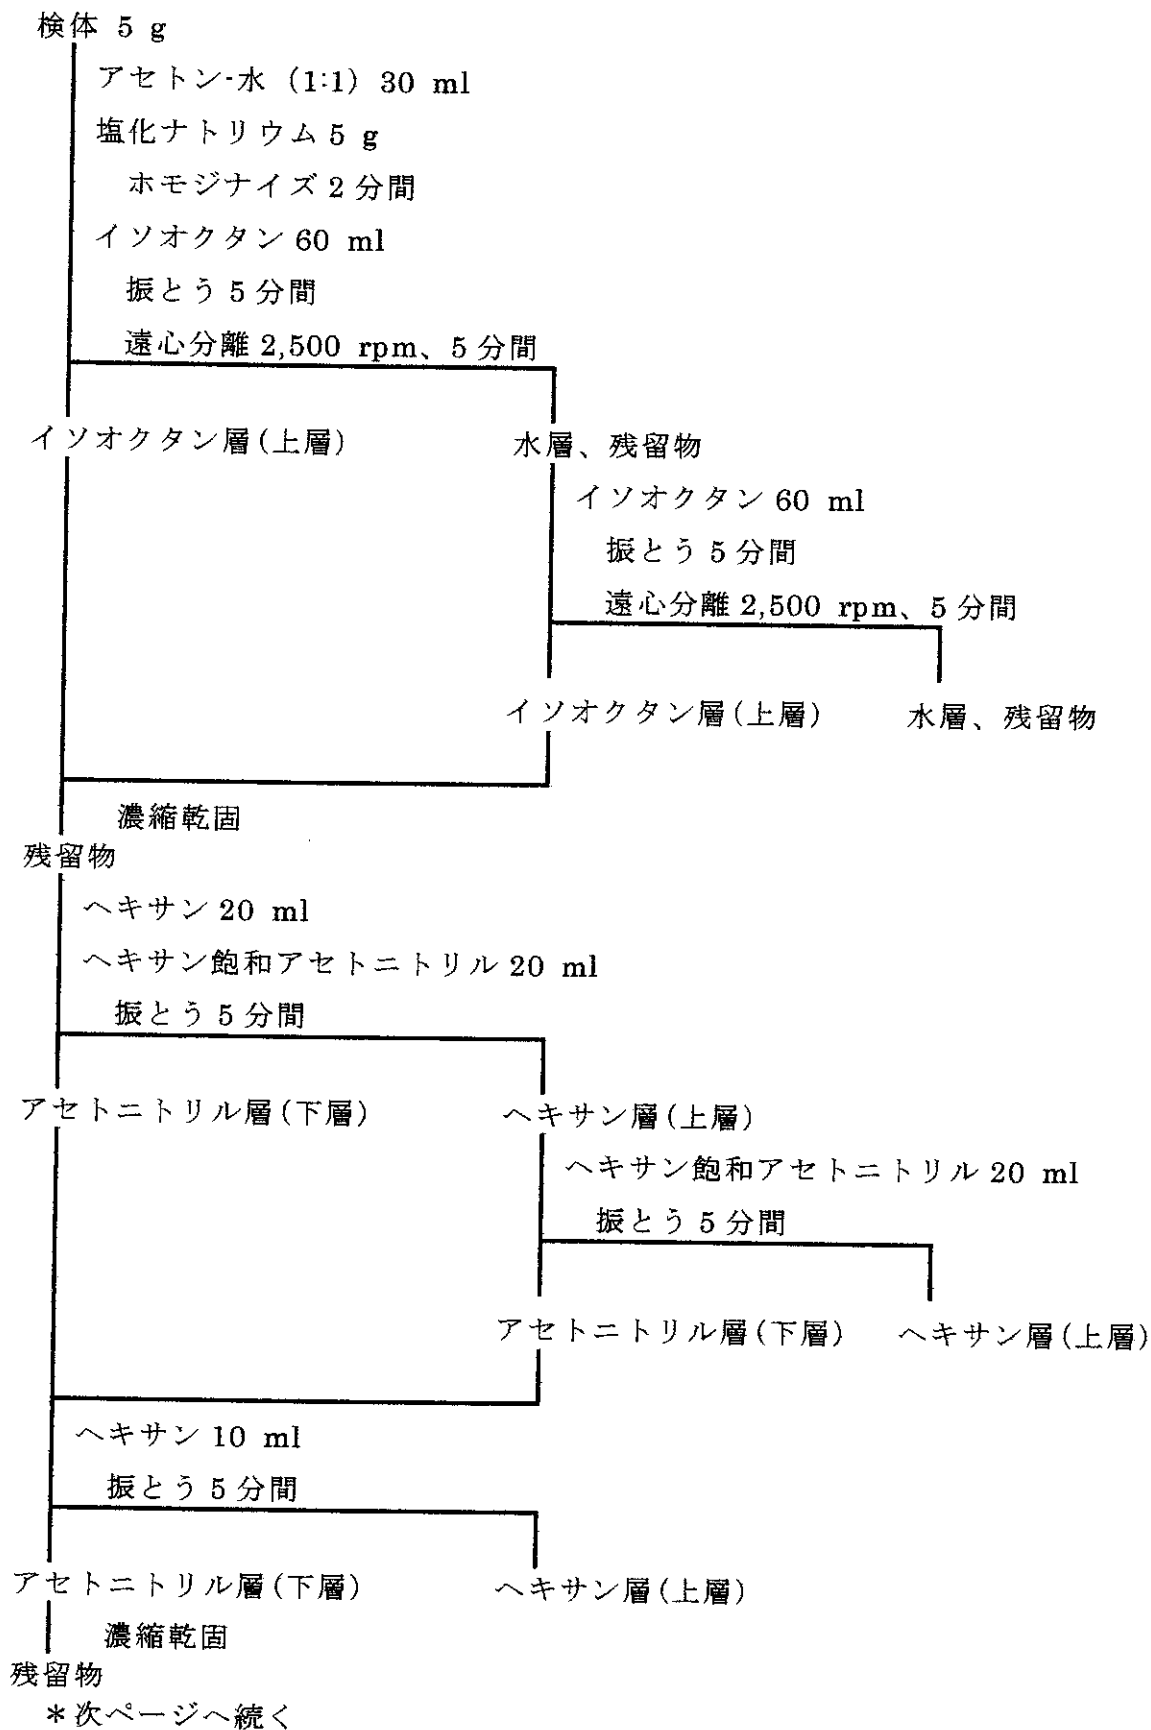 検体 5 g
アセトン-水 (1:1) 30 ml
塩化ナトリウム 5 g
ホモジナイズ 2 分間
イソオクタン 60 ml
振とう 5 分間
遠心分離 2,500 rpm、5 分間
イソオクタン層(上層)
水層、残留物
イソオクタン 60 ml
振とう 5 分間
遠心分離 2,500 rpm、5 分間
イソオクタン層(上層)
水層、残留物
濃縮乾固
残留物
ヘキサン 20 ml
ヘキサン飽和アセトニトリル 20 ml
振とう 5 分間
アセトニトリル層(下層)
ヘキサン層(上層)
ヘキサン飽和アセトニトリル 20 ml
振とう 5 分間
アセトニトリル層(下層)
ヘキサン層(上層)
ヘキサン 10 ml
振とう 5 分間
アセトニトリル層(下層)
ヘキサン層(上層)
濃縮乾固
残留物
*次ページへ続く